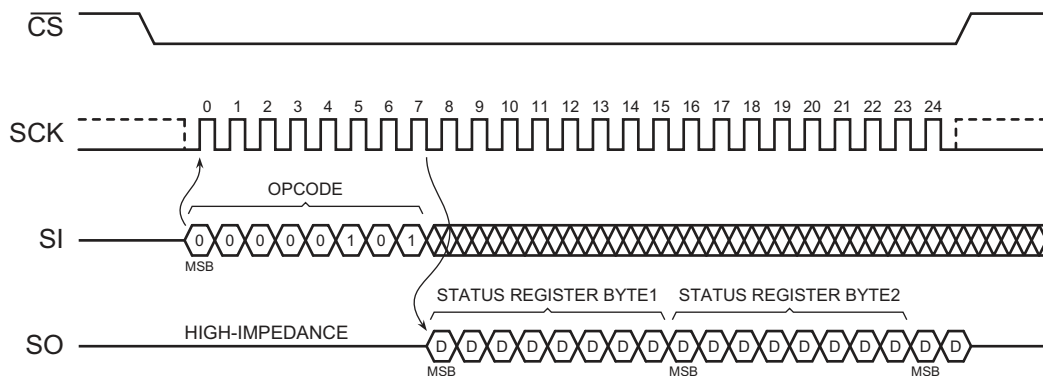 CS
0 1 2 3 4 5 6 7 8 9 10 11 12 13 14 15 16 17 18 19 20 21 22 23 24
SCK
OPCODE
SI
0 0 0 0 0 1 0 1
MSB
STATUS REGISTER BYTE1 STATUS REGISTER BYTE2
HIGH-IMPEDANCE
SO
D D D D D D D D D D D D D D D D D D
MSB MSB MSB